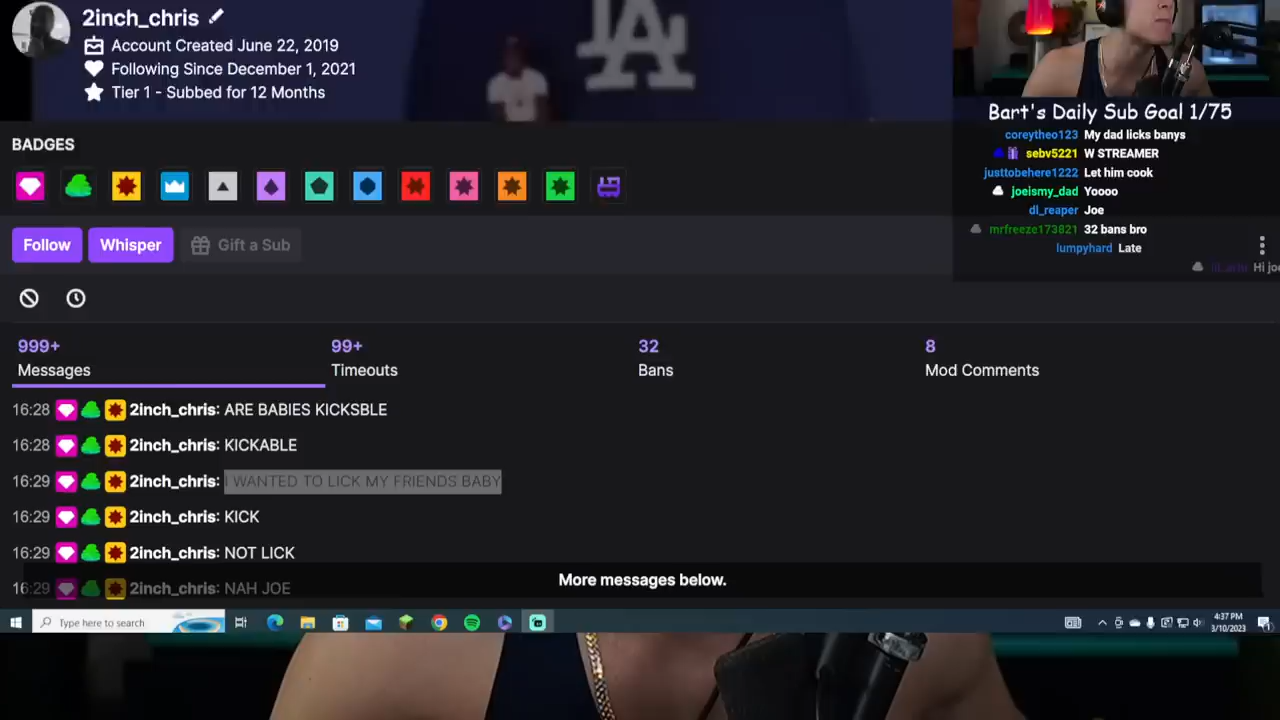 2inch_chris
Account Created June 22, 2019
Following Since December 1, 2021
Tier 1 - Subbed for 12 Months
LA
BADGES
Follow
Whisper
Gift a Sub
999+
Messages
99+
Timeouts
32
Bans
8
Mod Comments
16:28 2inch_chris: ARE BABIES KICKSBLE
16:28 2inch_chris: KICKABLE
16:29 2inch_chris: I WANTED TO LICK MY FRIENDS BABY
16:29 2inch_chris: KICK
16:29 2inch_chris: NOT LICK
16:29 2inch_chris: NAH JOE
More messages below.
Bart's Daily Sub Goal 1/75
coreytheo123 My dad licks banys
sebv5221 W STREAMER
justtobehere1222 Let him cook
joeismy_dad Yoooo
dl_reaper Joe
mrfreeze173821 32 bans bro
lumpyhard Late
Hi
Type here to search
4:37 PM
3/10/2023